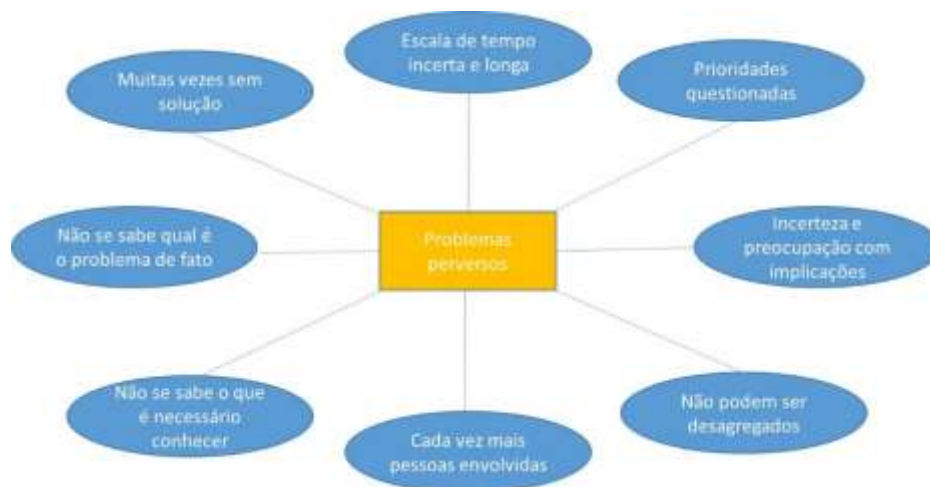 Escala de tempo
incerta e longa
Muitas vezes sem
solução
Prioridades
questionadas
Não se sabe qual é
o problema de fato
Problemas
perversos
Incerteza e
preocupação com
implicações
Não se sabe o que
é necessário
conhecer
Cada vez mais
pessoas envolvidas
Não podem ser
desagregados